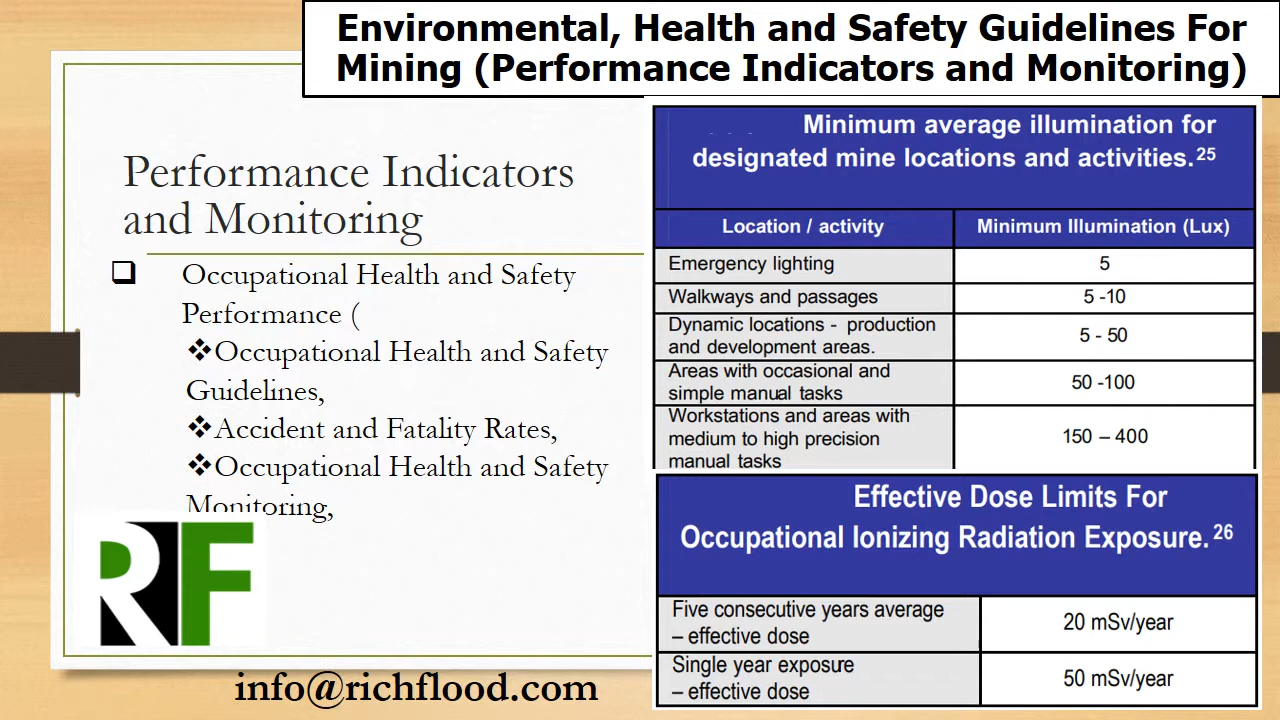 Environmental, Health and Safety Guidelines For
Mining (Performance Indicators and Monitoring)
Performance Indicators
and Monitoring
Occupational Health and Safety
Performance (
Occupational Health and Safety
Guidelines,
Accident and Fatality Rates,
Occupational Health and Safety
Monitoring,
RF
info@richflood.com
Minimum average illumination for
designated mine locations and activities.25
Location / activity Minimum Illumination (Lux)
Emergency lighting 5
Walkways and passages 5 -10
Dynamic locations - production
and development areas. 5 - 50
Areas with occasional and
simple manual tasks 50 -100
Workstations and areas with
medium to high precision 150 – 400
manual tasks
Effective Dose Limits For
Occupational Ionizing Radiation Exposure.26
Five consecutive years average
– effective dose 20 mSv/year
Single year exposure
– effective dose 50 mSv/year